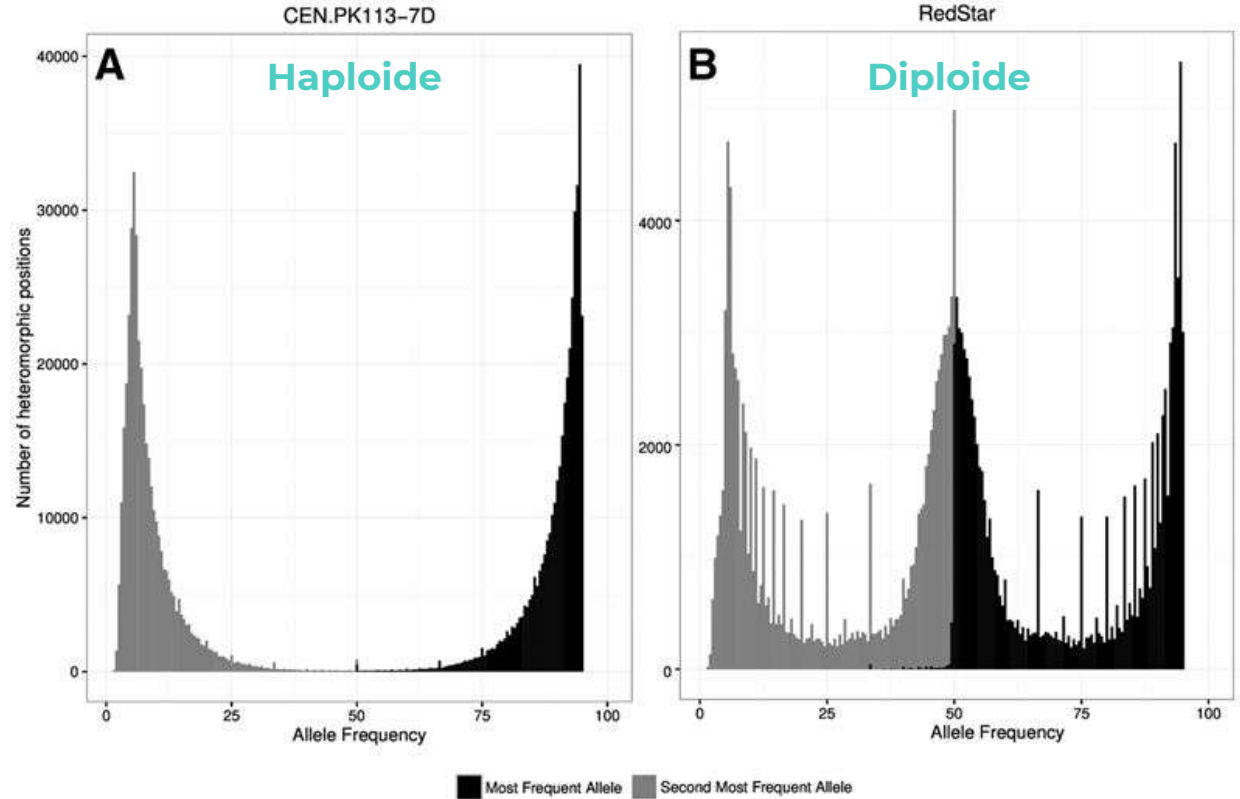 CEN.PK113−7D
A
Haploide
40000
30000
20000
10000
0
Number of heteromorphic positions
0 25 50 75 100
Allele Frequency
RedStar
B
Diploide
4000
2000
0
0 25 50 75 100
Allele Frequency
Most Frequent Allele Second Most Frequent Allele